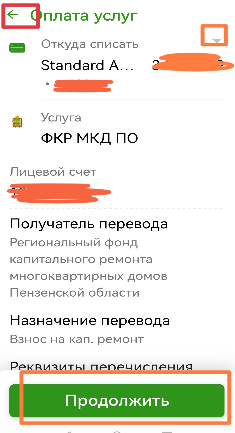 Оплата услуг
Откуда списать
Standard A...
Услуга
ФКР МКД ПО
Лицевой счет
Получатель перевода
Региональный фонд
капитального ремонта
многоквартирных домов
Пензенской области
Назначение перевода
Взнос на кап. ремонт
Реквизиты перечисления
Продолжить